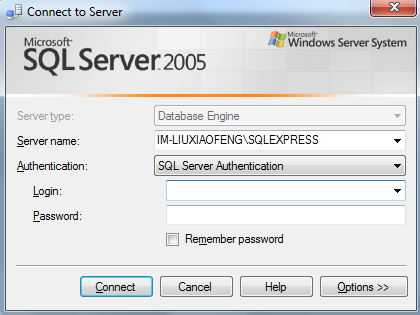 Connect to Server
Microsoft
SQL Server 2005
Microsoft
Windows Server System
Server type: Database Engine
Server name: IM-LIUXIAOFENG\SQLEXPRESS
Authentication: SQL Server Authentication
Login:
Password:
Remember password
Connect Cancel Help Options >>